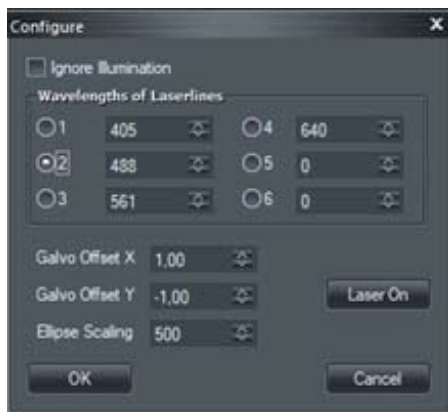 Configure x
Ignore Illumination
Wavelengths of Laserlines
1 405 4 640
2 488 5 0
3 561 6 0
Galvo Offset X 1,00
Galvo Offset Y -1,00 Laser On
Ellipse Scaling 500
OK Cancel